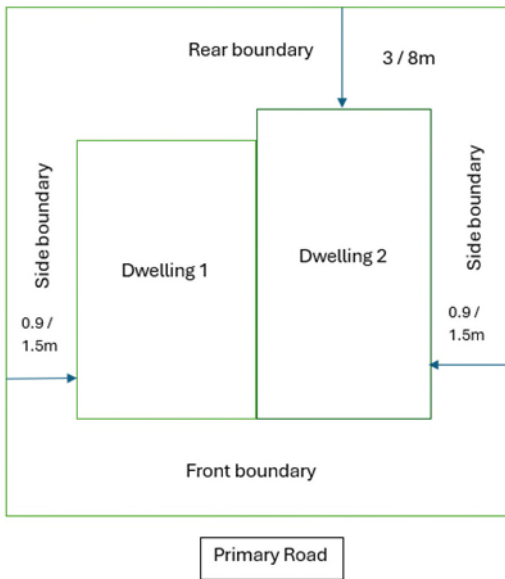 Rear boundary
3 / 8m
Side boundary
Side boundary
Dwelling 1
Dwelling 2
0.9 /
1.5m
0.9 /
1.5m
Front boundary
Primary Road